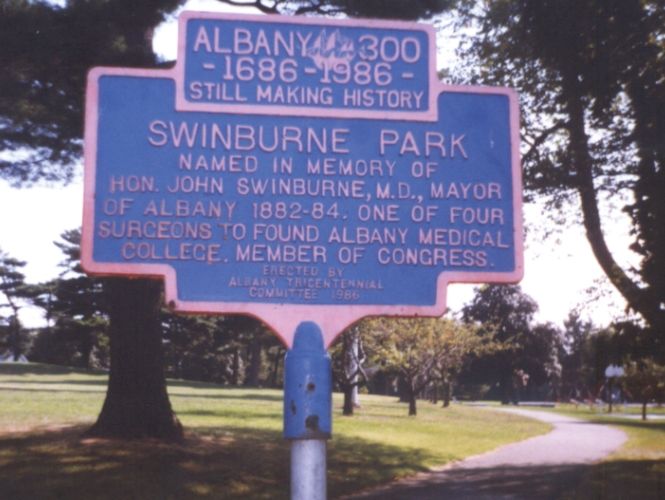 ALBANY 300
- 1686 - 1986 -
STILL MAKING HISTORY
SWINBURNE PARK
NAMED IN MEMORY OF
HON. JOHN SWINBURNE, M.D., MAYOR
OF ALBANY 1882-84. ONE OF FOUR
SURGEONS TO FOUND ALBANY MEDICAL
COLLEGE. MEMBER OF CONGRESS.
ERECTED BY
ALBANY TRICENTENNIAL
COMMITTEE 1986